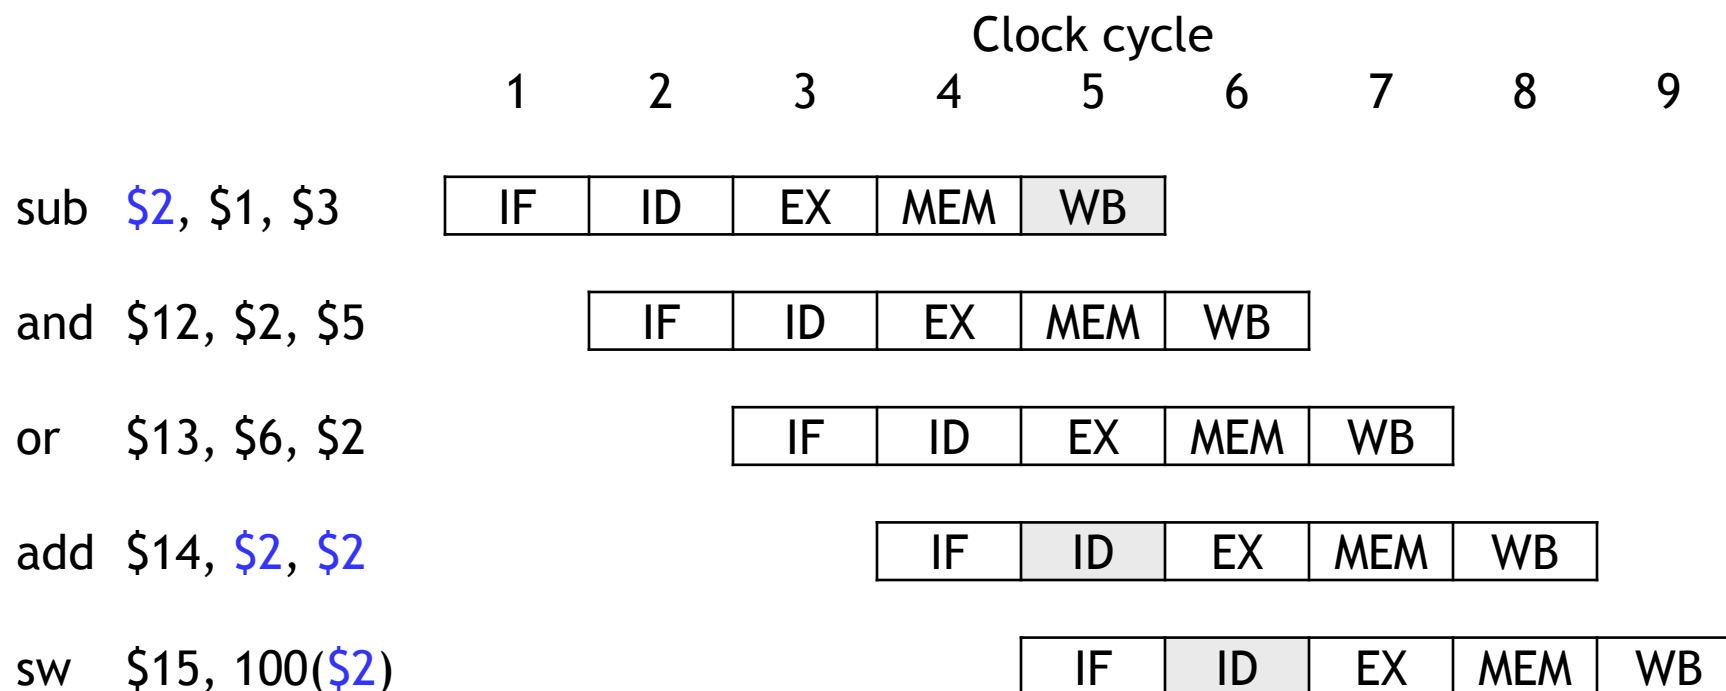 Clock cycle
1 2 3 4 5 6 7 8 9
sub $2, $1, $3 IF ID EX MEM WB
and $12, $2, $5 IF ID EX MEM WB
or $13, $6, $2 IF ID EX MEM WB
add $14, $2, $2 IF ID EX MEM WB
sw $15, 100($2) IF ID EX MEM WB